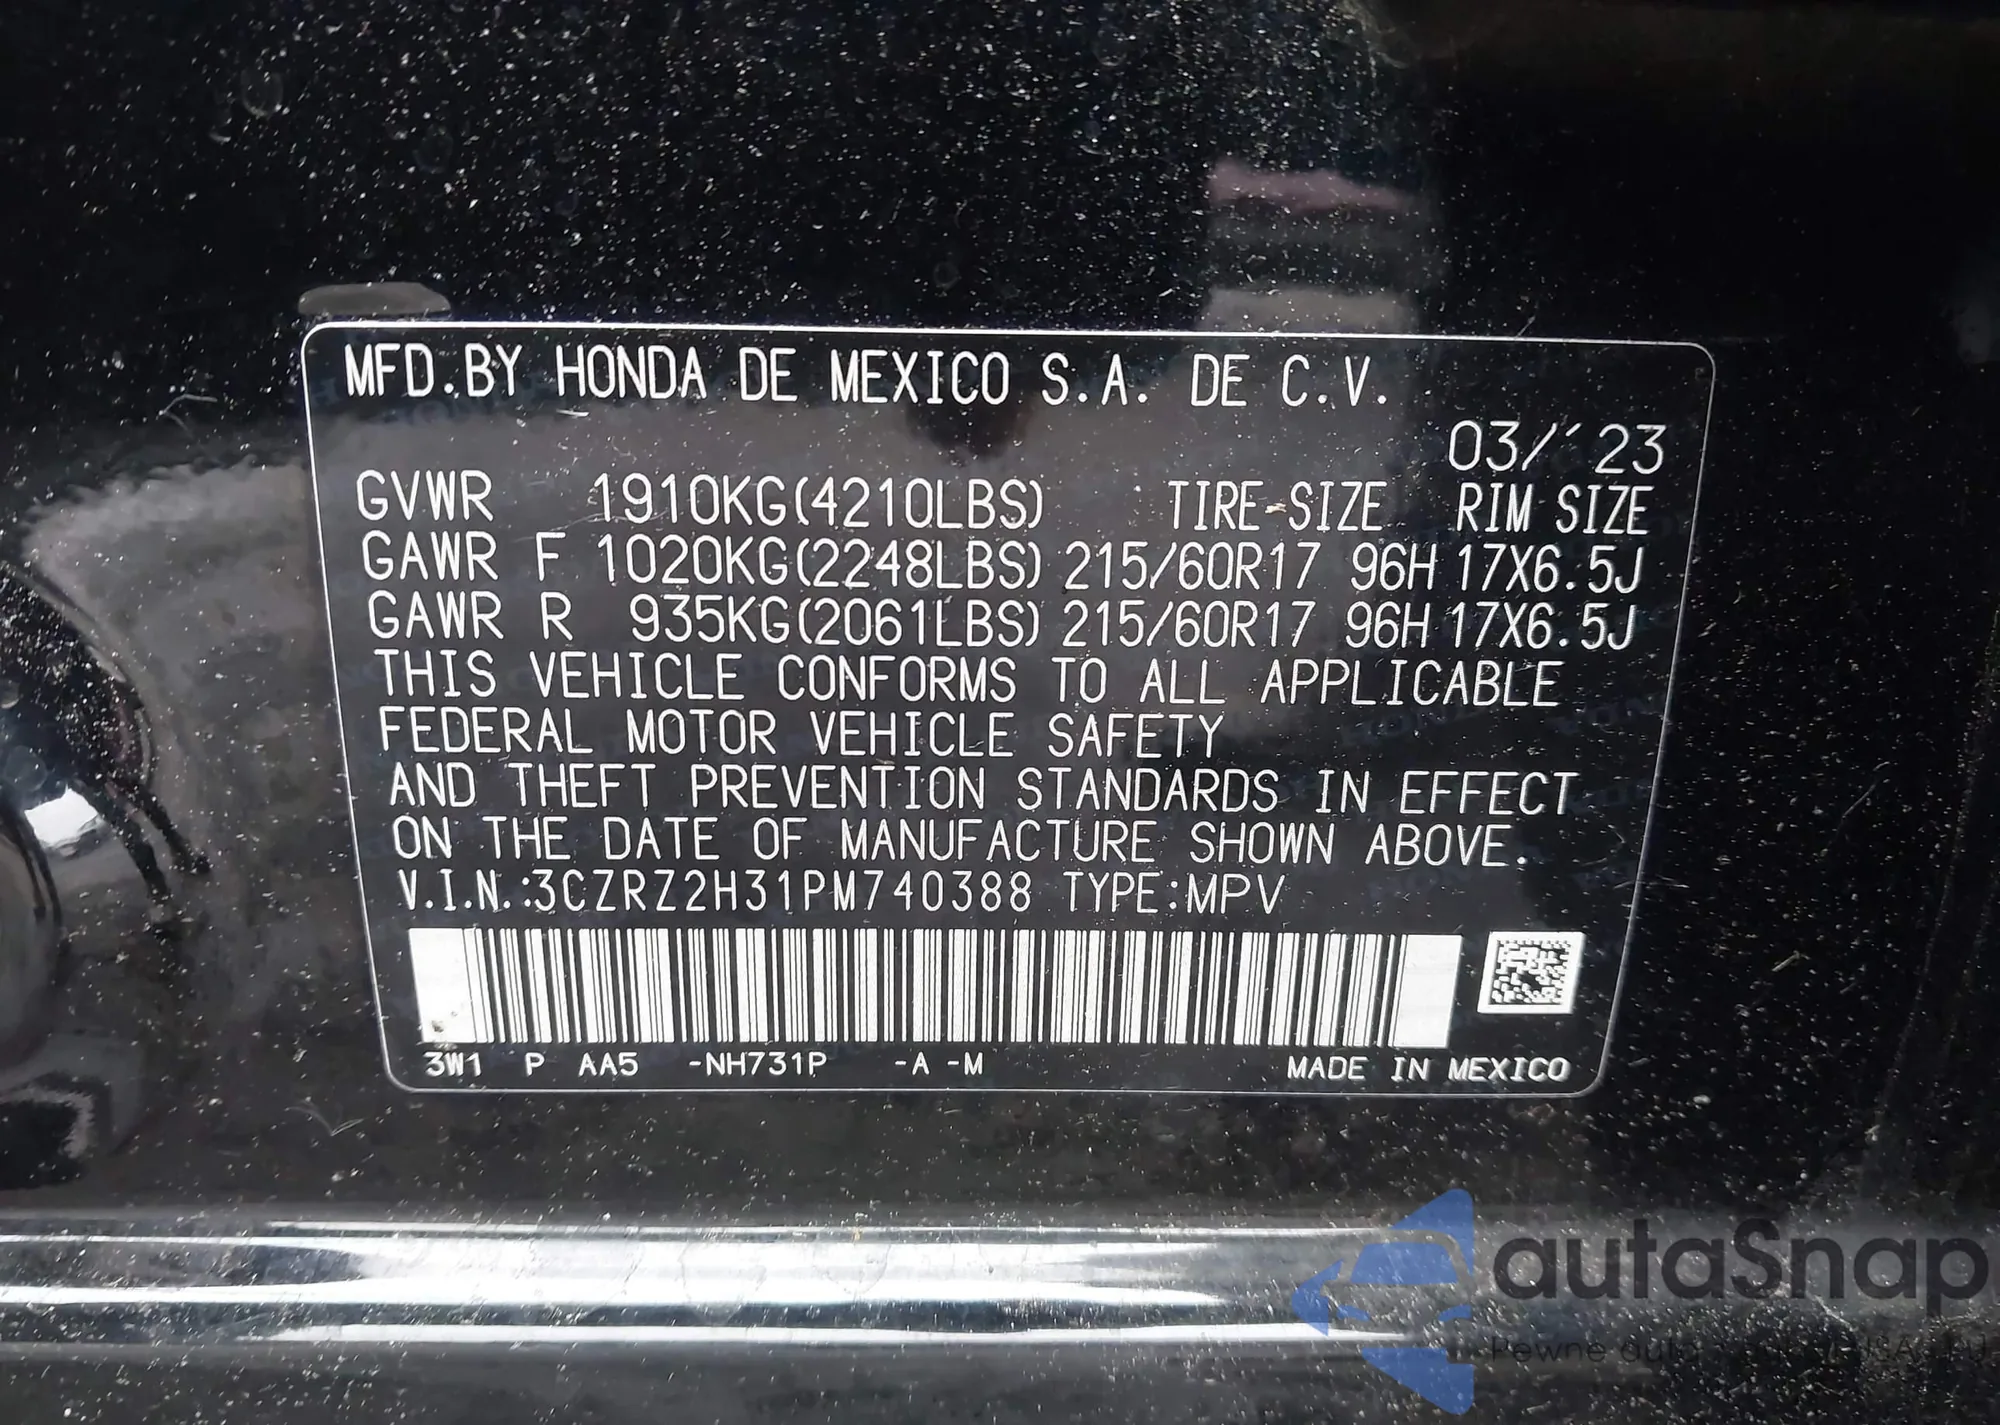 MFD.BY HONDA DE MEXICO S.A. DE C.V.
03/´23
GVWR 1910KG(4210LBS) TIRE SIZE RIM SIZE
GAWR F 1020KG(2248LBS) 215/60R17 96H 17X6.5J
GAWR R 935KG(2061LBS) 215/60R17 96H 17X6.5J
THIS VEHICLE CONFORMS TO ALL APPLICABLE
FEDERAL MOTOR VEHICLE SAFETY
AND THEFT PREVENTION STANDARDS IN EFFECT
ON THE DATE OF MANUFACTURE SHOWN ABOVE.
V.I.N.:3CZRZ2H31PM740388 TYPE:MPV
3W1 P AA5 -NH731P -A -M MADE IN MEXICO
autaSnap
Pewne auta